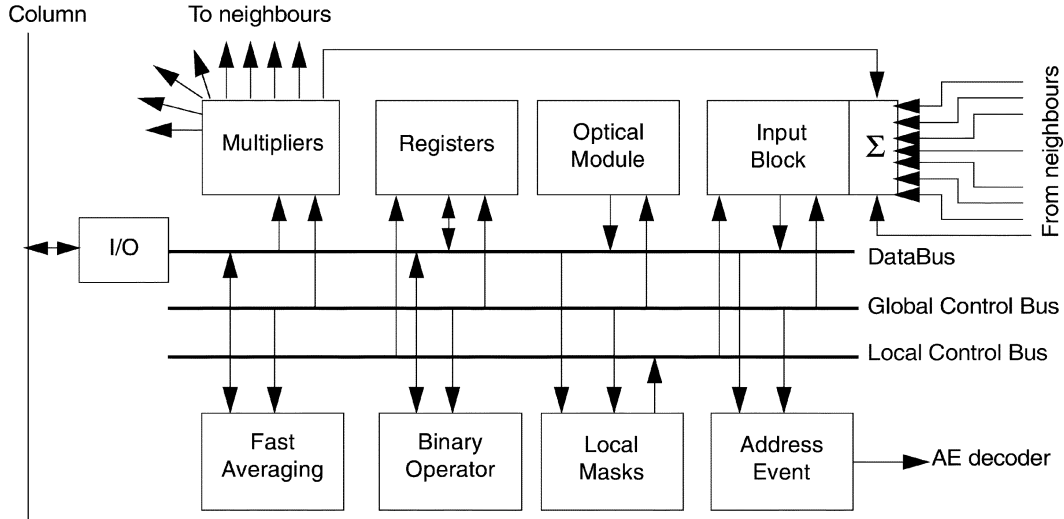 Column
To neighbours
Multipliers
Registers
Optical
Module
Input
Block
Σ
From neighbours
I/O
DataBus
Global Control Bus
Local Control Bus
Fast
Averaging
Binary
Operator
Local
Masks
Address
Event
AE decoder